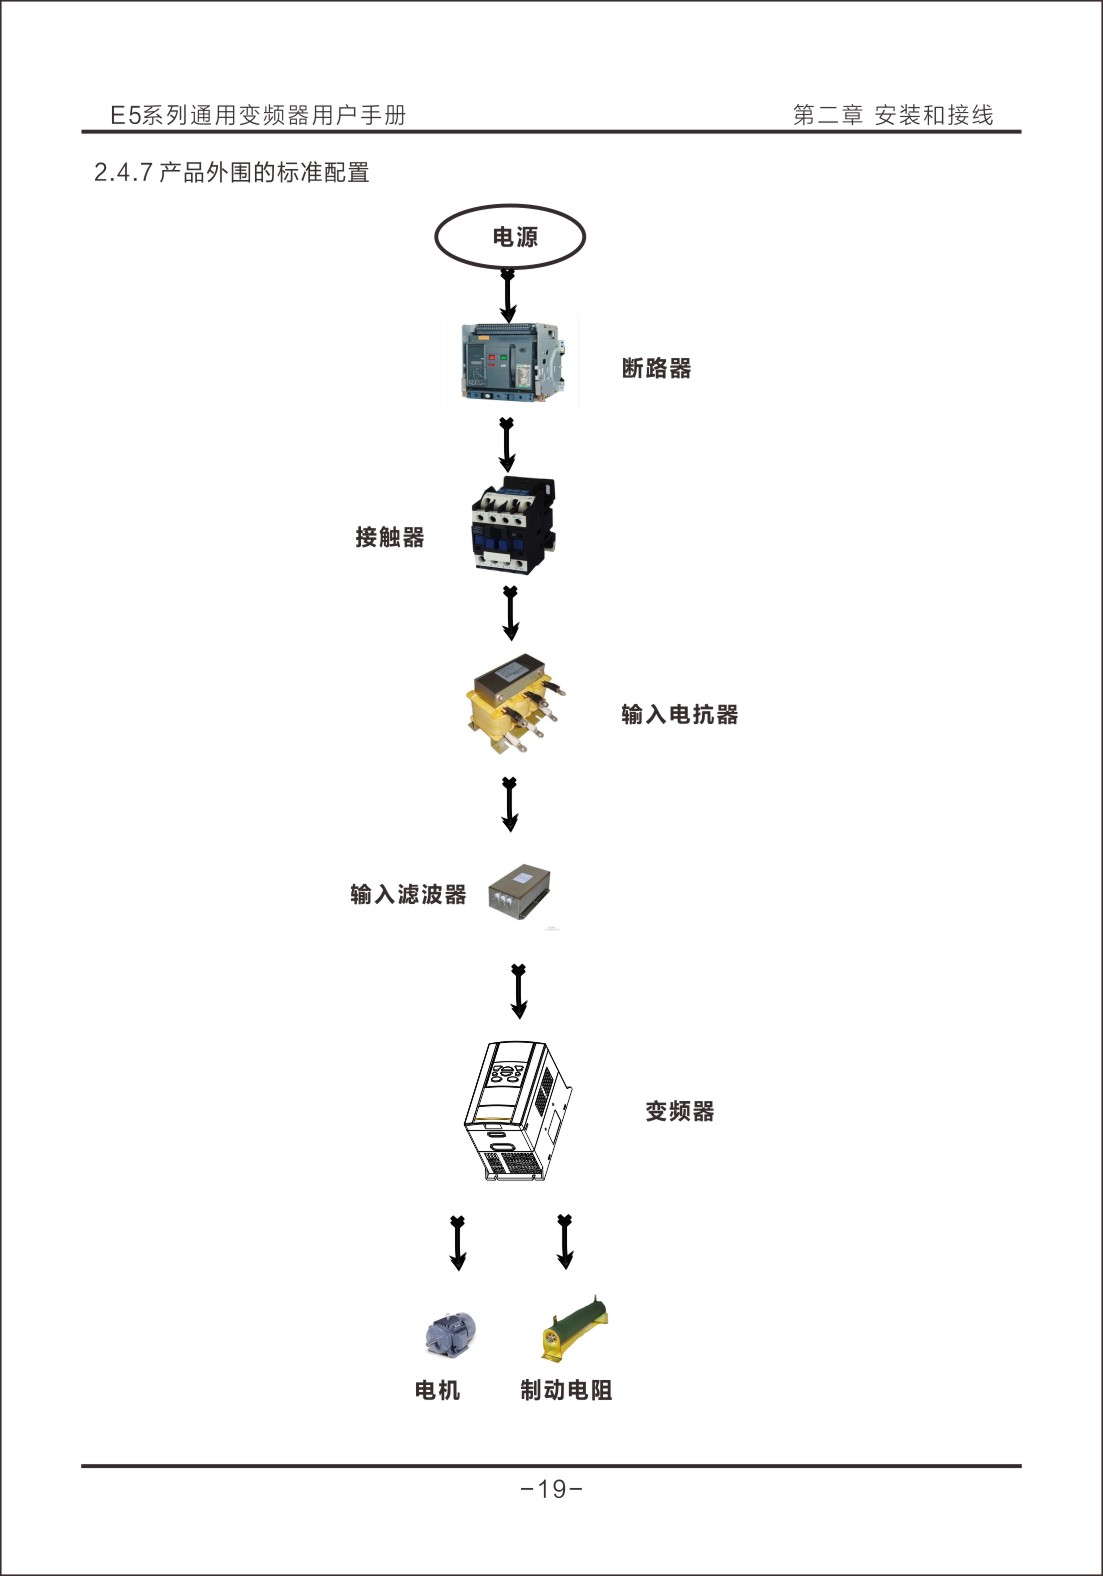 E5系列通用变频器用户手册
第二章 安装和接线
2.4.7 产品外围的标准配置
电源
断路器
接触器
输入电抗器
输入滤波器
变频器
电机
制动电阻
-19-